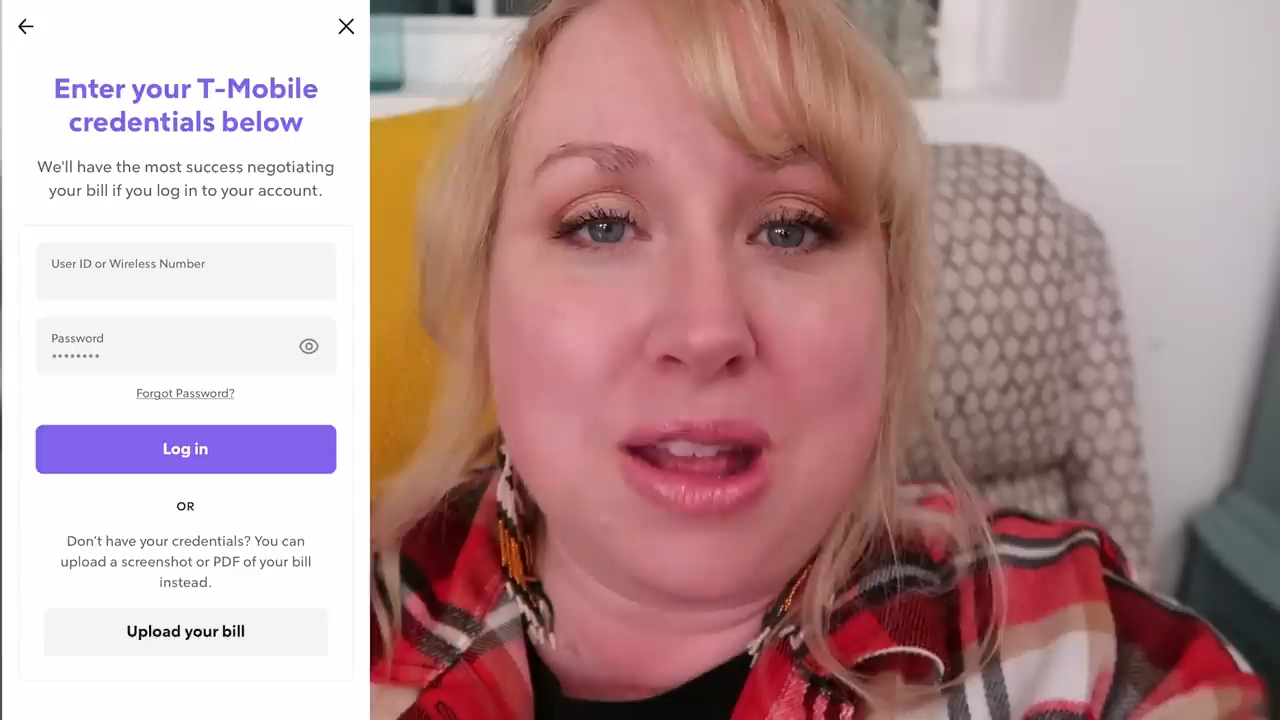 Enter your T-Mobile
credentials below
We'll have the most success negotiating
your bill if you log in to your account.
User ID or Wireless Number
Password
••••••••
Forgot Password?
Log in
OR
Don't have your credentials? You can
upload a screenshot or PDF of your bill
instead.
Upload your bill